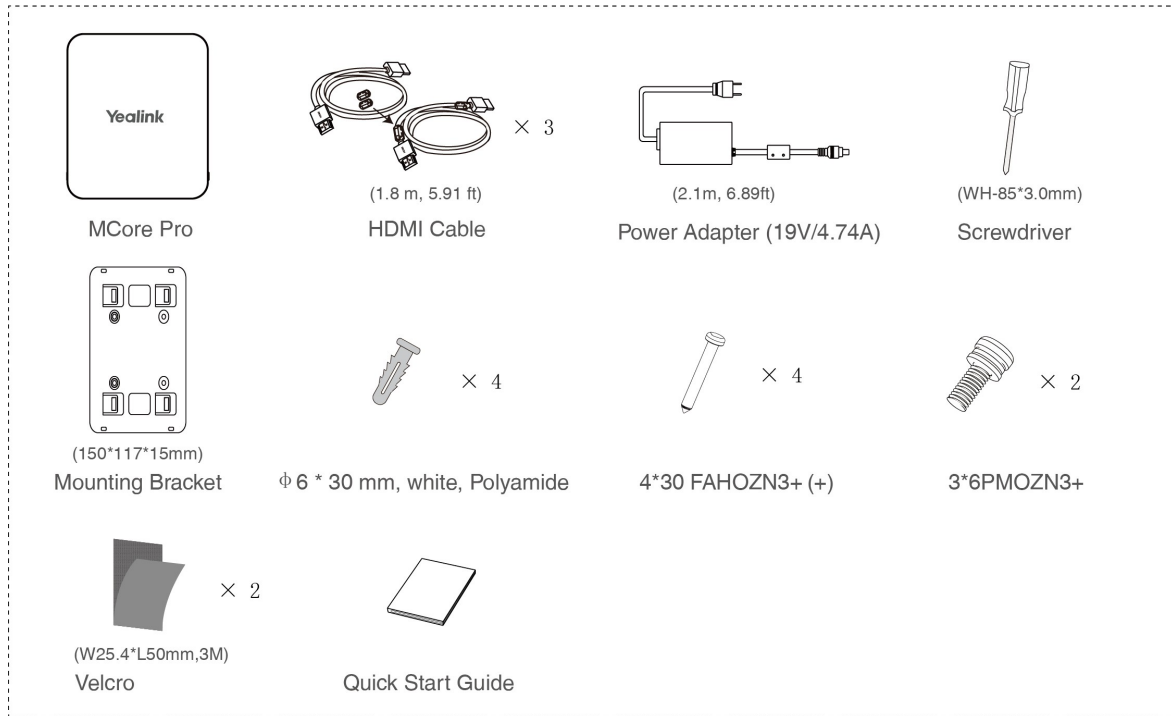 Yealink
× 3
(1.8 m, 5.91 ft)
(2.1m, 6.89ft)
(WH-85*3.0mm)
MCore Pro
HDMI Cable
Power Adapter (19V/4.74A)
Screwdriver
× 4
× 4
× 2
(150*117*15mm)
Mounting Bracket
ф 6 * 30 mm, white, Polyamide
4*30 FAHOZN3+ (+)
3*6PMOZN3+
× 2
(W25.4*L50mm,3M)
Velcro
Quick Start Guide